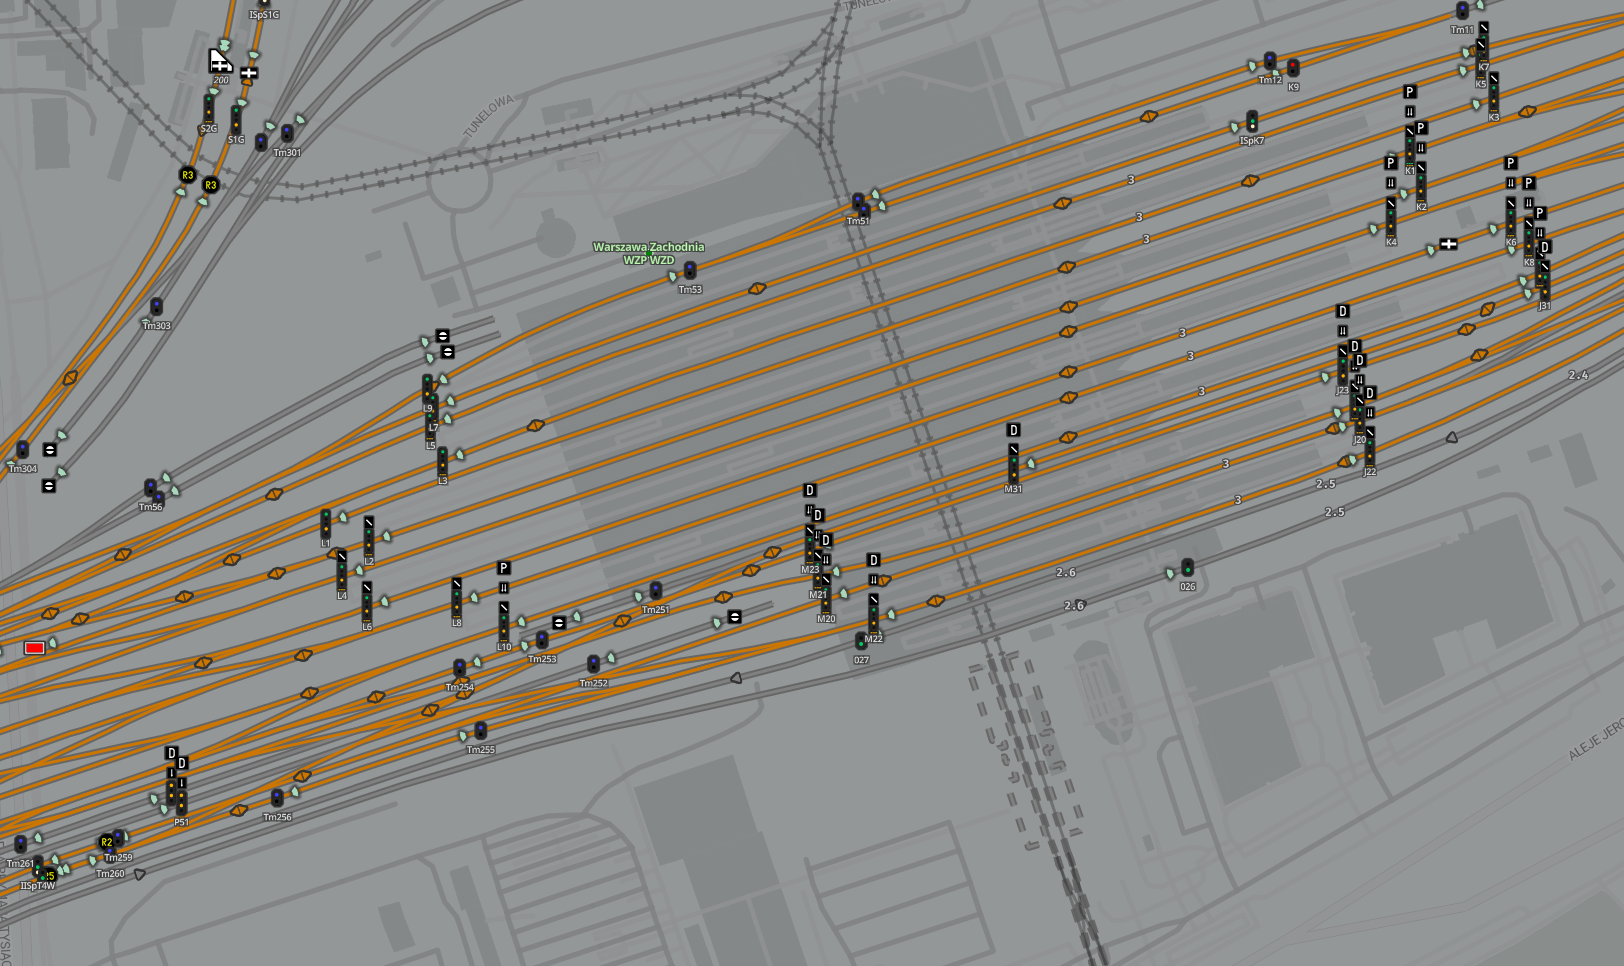 ISpS1G
TUNELOWA
Tm11
200
Tm12
K9
K7
K5
K3
S2G
S1G
Tm301
TUNELOWA
ISpK7
P
P
K1
P
P
P
K2
R3
R3
3
3
3
Tm51
K4
K6
P
K8
D
J31
Warszawa Zachodnia
WZP WZD
Tm53
Tm303
D
3
3
3
D
D
J23
D
2.4
L9
L7
L5
L3
D
J20
J22
Tm304
M31
3
2.5
3
2.5
Tm56
D
D
D
L1
L2
L4
M23
D
M21
M20
P
L6
L8
L10
Tm251
2.6
2.6
026
M22
027
Tm253
Tm254
Tm252
Tm255
D
D
P51
Tm256
R2
Tm261
Tm259
Tm260
IISpT4W